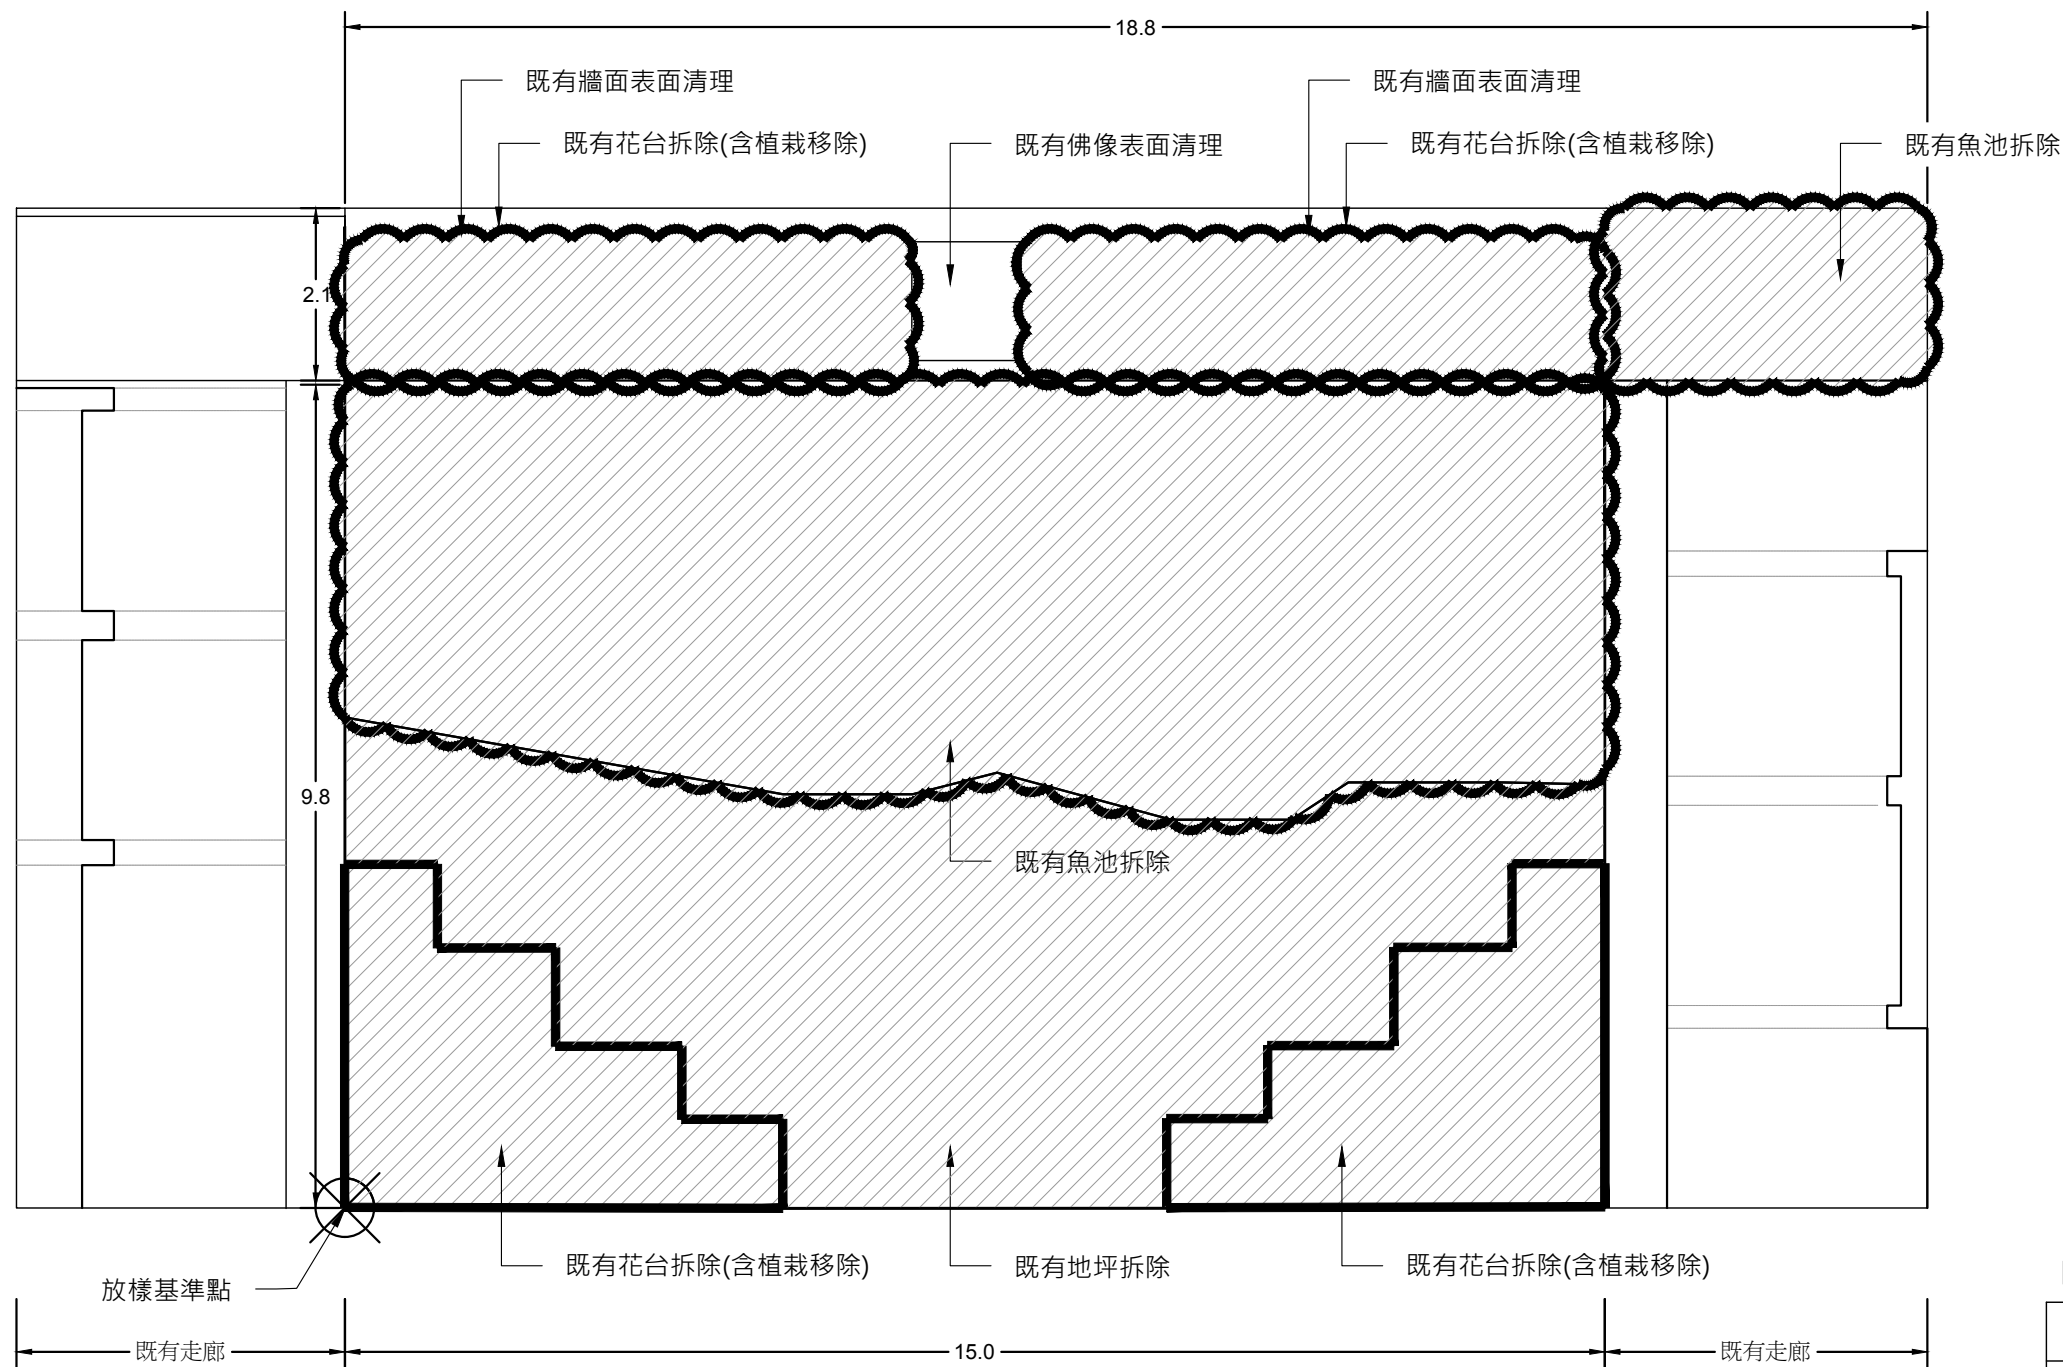 18.8
既有牆面表面清理
既有牆面表面清理
既有花台拆除(含植栽移除)
既有佛像表面清理
既有花台拆除(含植栽移除)
既有魚池拆除
2.1
9.8
既有魚池拆除
既有花台拆除(含植栽移除)
既有地坪拆除
既有花台拆除(含植栽移除)
放樣基準點
既有走廊
15.0
既有走廊